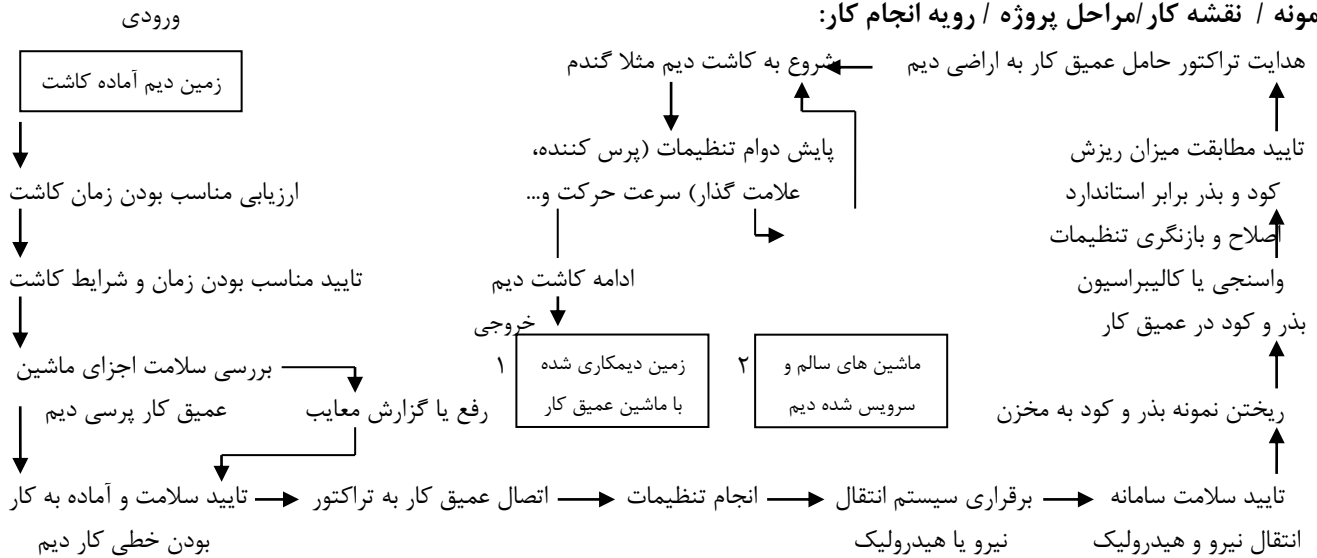 مونه / نقشه کار/مراحل پروژه / رویه انجام کار:
ورودی
زمین دیم آماده کاشت
ارزیابی مناسب بودن زمان کاشت
تایید مناسب بودن زمان و شرایط کاشت
بررسی سلامت اجزای ماشین
عمیق کار پرسی دیم
رفع یا گزارش معایب
تایید سلامت و آماده به کار
بودن خطی کار دیم
اتصال عمیق کار به تراکتور
انجام تنظیمات
برقراری سیستم انتقال
نیرو یا هیدرولیک
تایید سلامت سامانه
انتقال نیرو و هیدرولیک
ریختن نمونه بذر و کود به مخزن
واسنجی یا کالیبراسیون
بذر و کود در عمیق کار
اصلاح و بازنگری تنظیمات
تایید مطابقت میزان ریزش
کود و بذر برابر استاندارد
هدایت تراکتور حامل عمیق کار به اراضی دیم
شروع به کاشت دیم مثلا گندم
پایش دوام تنظیمات (پرس کننده،
علامت گذار) سرعت حرکت و...
ادامه کاشت دیم
خروجی
۱
زمین دیمکاری شده
با ماشین عمیق کار
۲
ماشین های سالم و
سرویس شده دیم